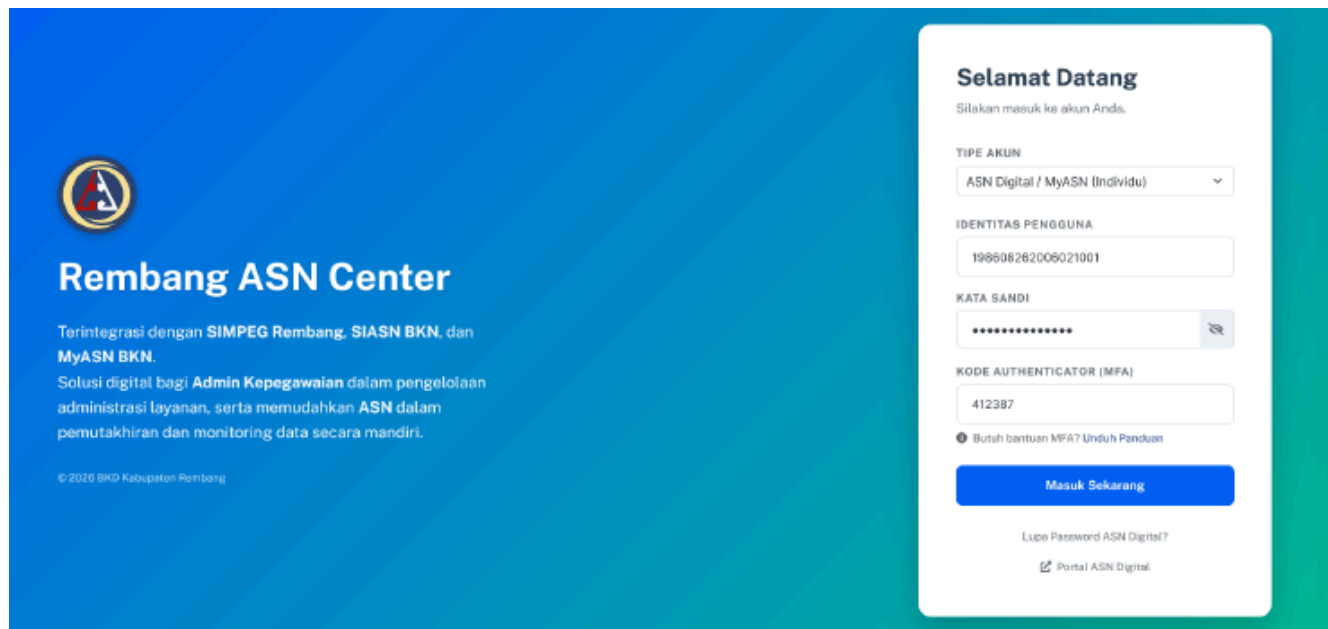 Rembang ASN Center
Terintegrasi dengan SIMPEG Rembang, SIASN BKN, dan
MyASN BKN.
Solusi digital bagi Admin Kepegawaian dalam pengelolaan
administrasi layanan, serta memudahkan ASN dalam
pemutakhiran dan monitoring data secara mandiri.
© 2026 BKD Kabupaten Rembang
Selamat Datang
Silakan masuk ke akun Anda.
TIPE AKUN
ASN Digital / MyASN (Individu)
IDENTITAS PENGGUNA
198608262006021001
KATA SANDI
••••••••••••••
KODE AUTHENTICATOR (MFA)
412387
Butuh bantuan MFA? Unduh Panduan
Masuk Sekarang
Lupa Password ASN Digital?
Portal ASN Digital